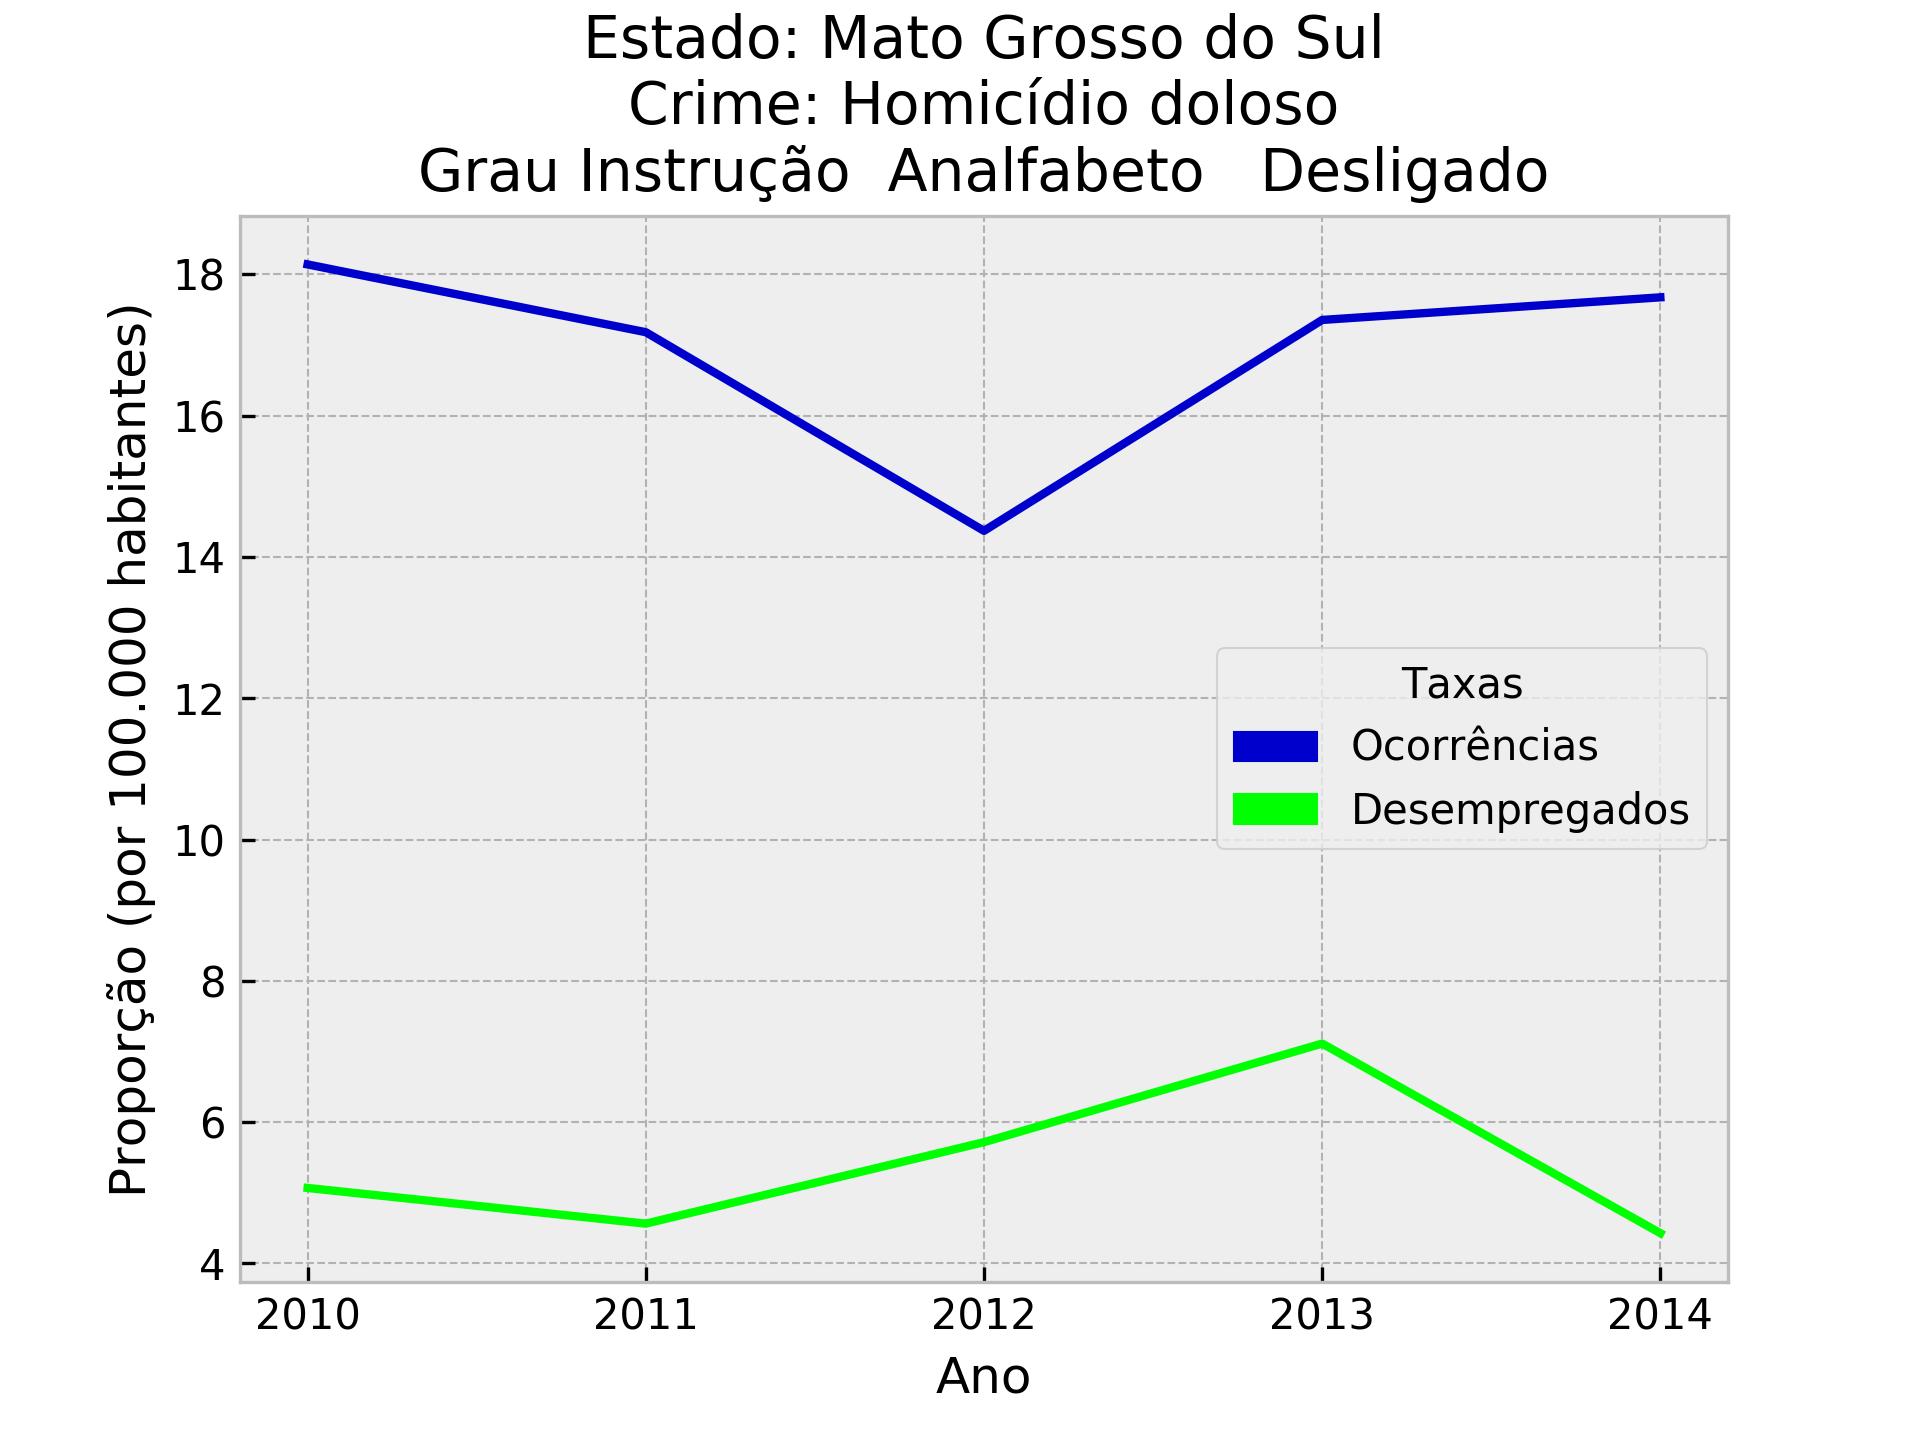 Estado: Mato Grosso do Sul
Crime: Homicídio doloso
Grau Instrução  Analfabeto   Desligado
Proporção (por 100.000 habitantes)
18
16
14
12
10
8
6
4
Taxas
Ocorrências
Desempregados
2010 2011 2012 2013 2014
Ano